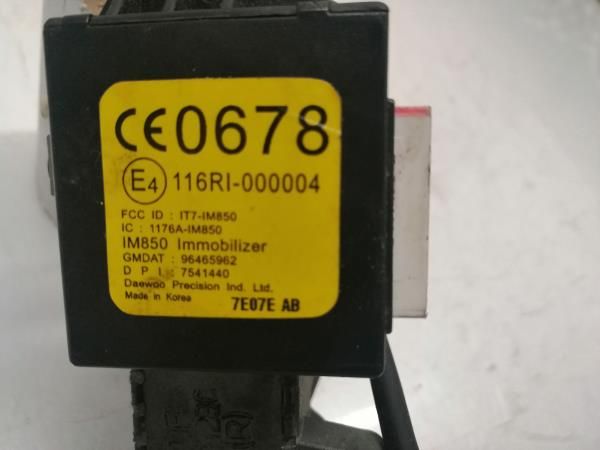 CE0678
E4 116RI-000004
FCC ID : IT7-IM850
IC : 1176A-IM850
IM850 Immobilizer
GMDAT : 96465962
D P I : 7541440
Daewoo Precision Ind. Ltd.
Made in Korea 7E07E AB